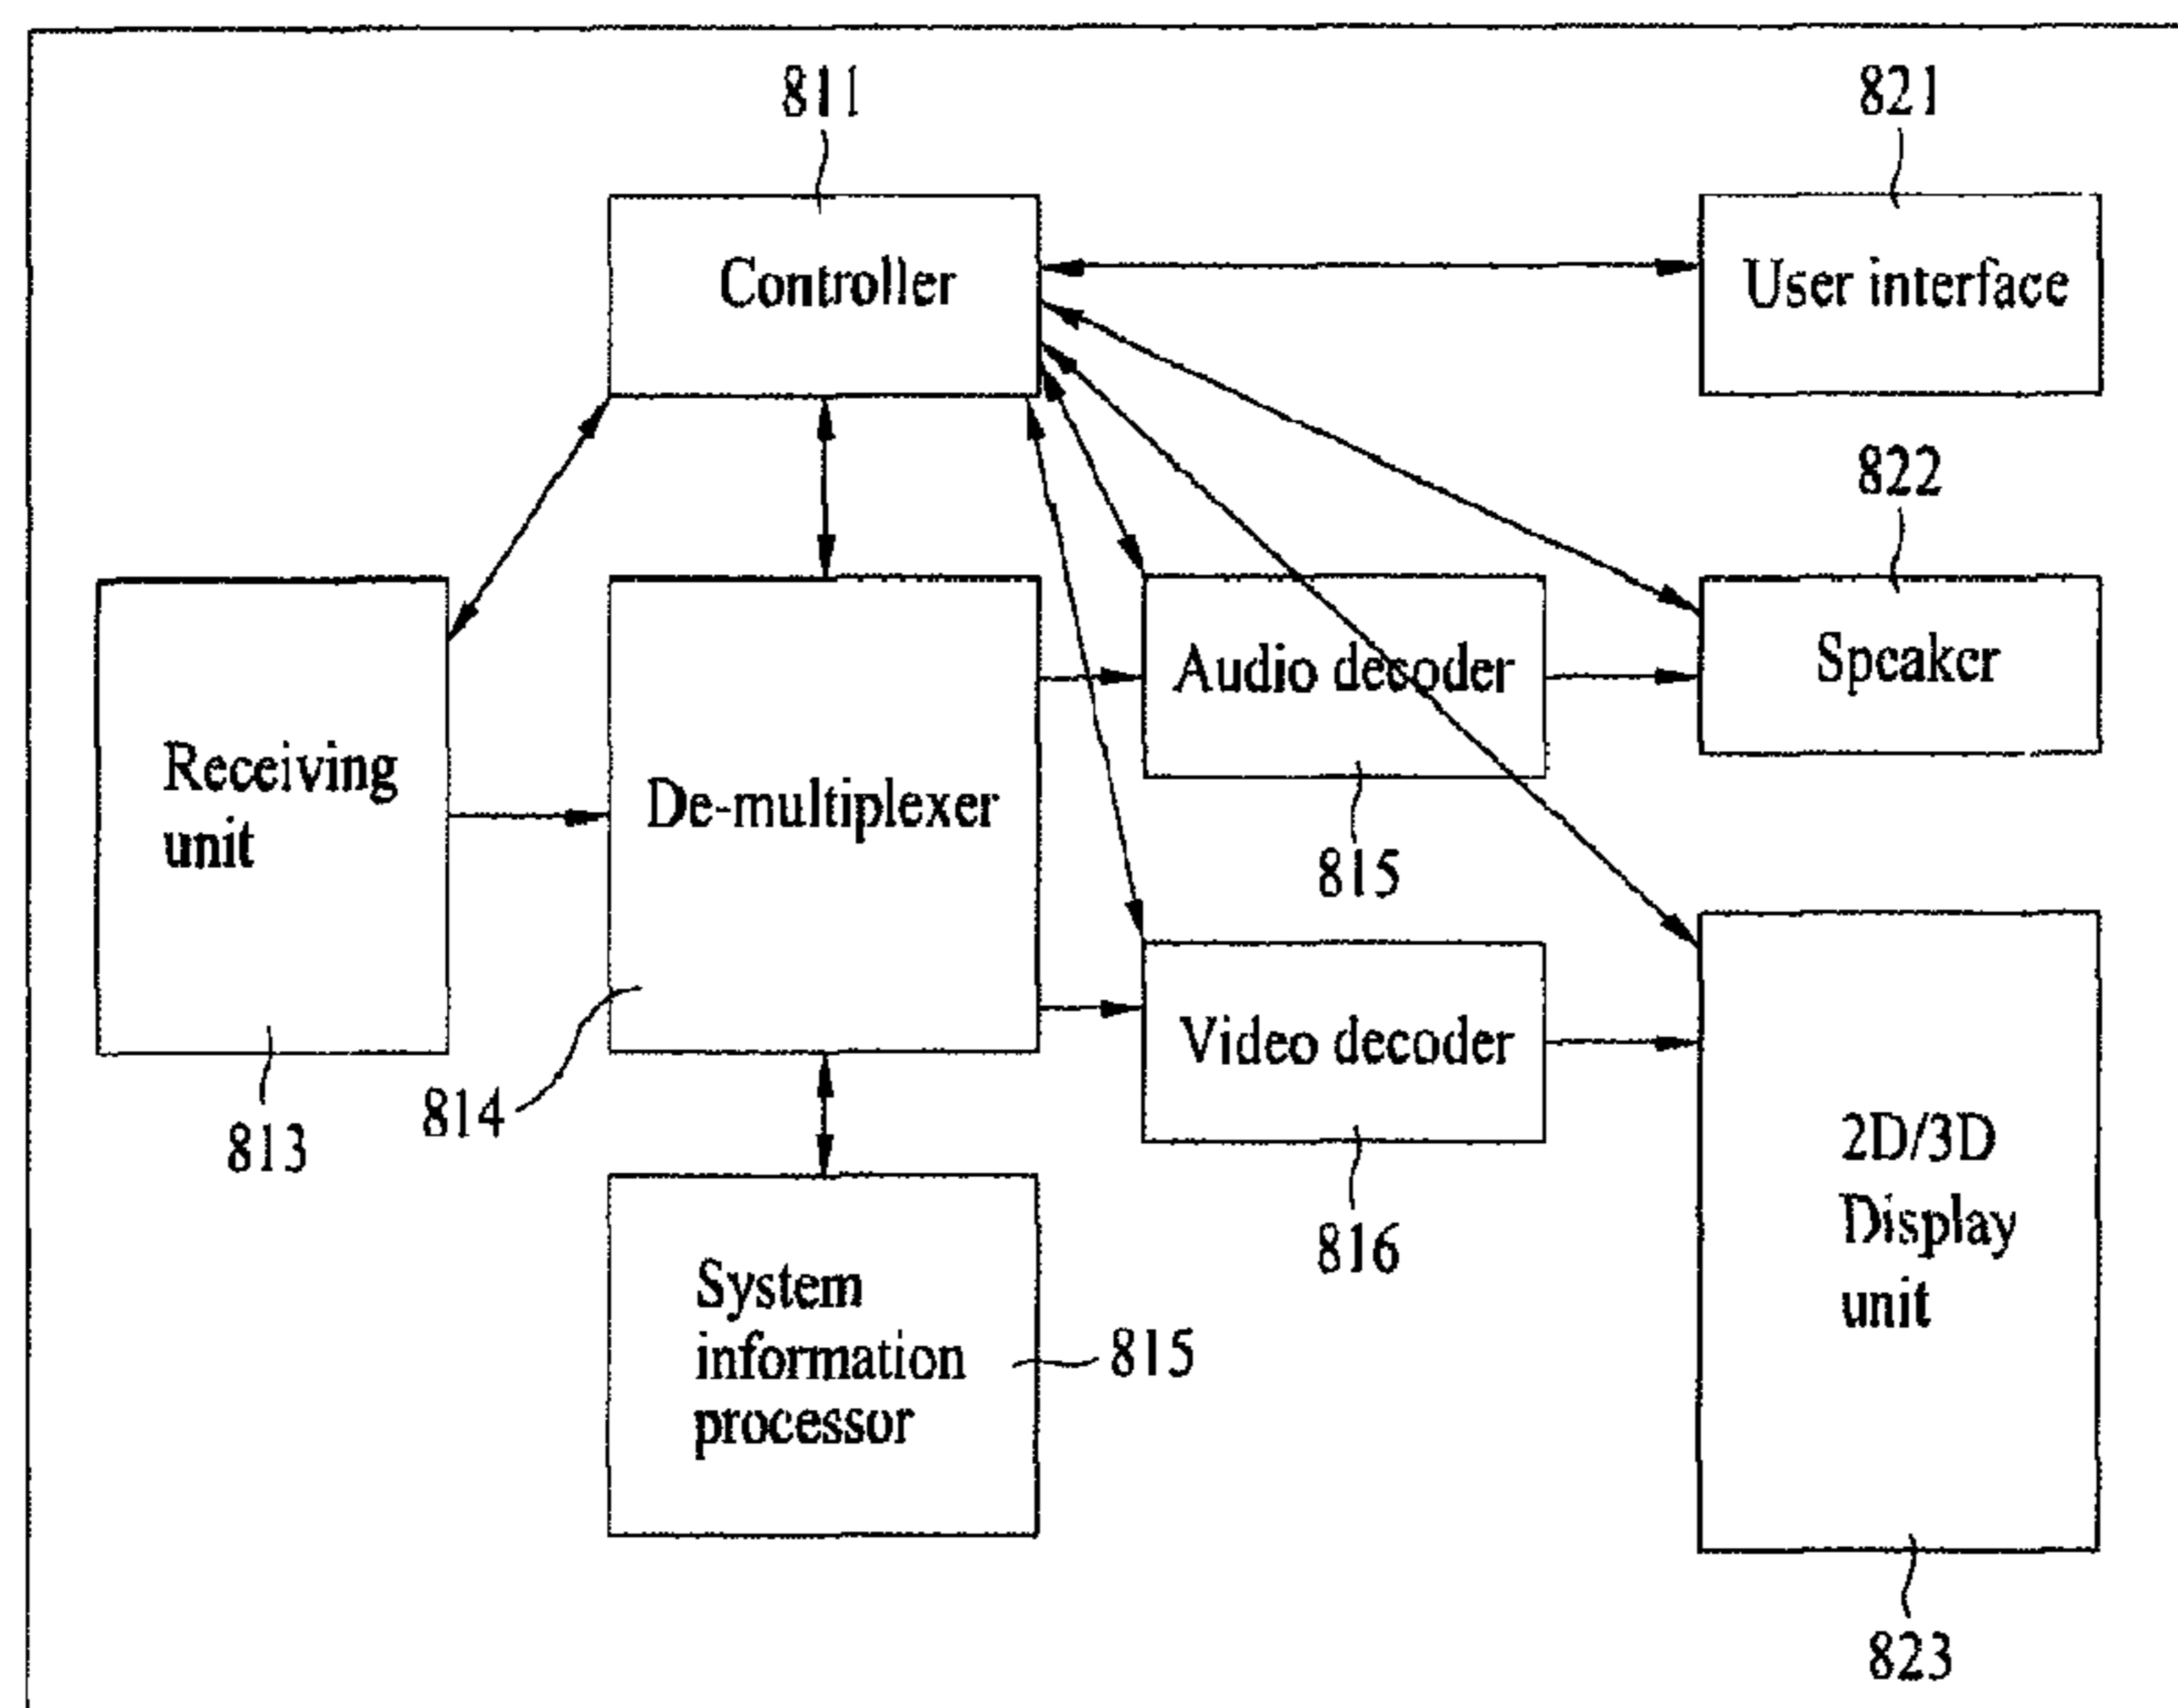 811
821
Controller
User interface
822
Receiving
unit
De-multiplexer
Audio decoder
Speaker
815
814
813
Video decoder
816
2D/3D
Display
unit
System
information
processor
815
823